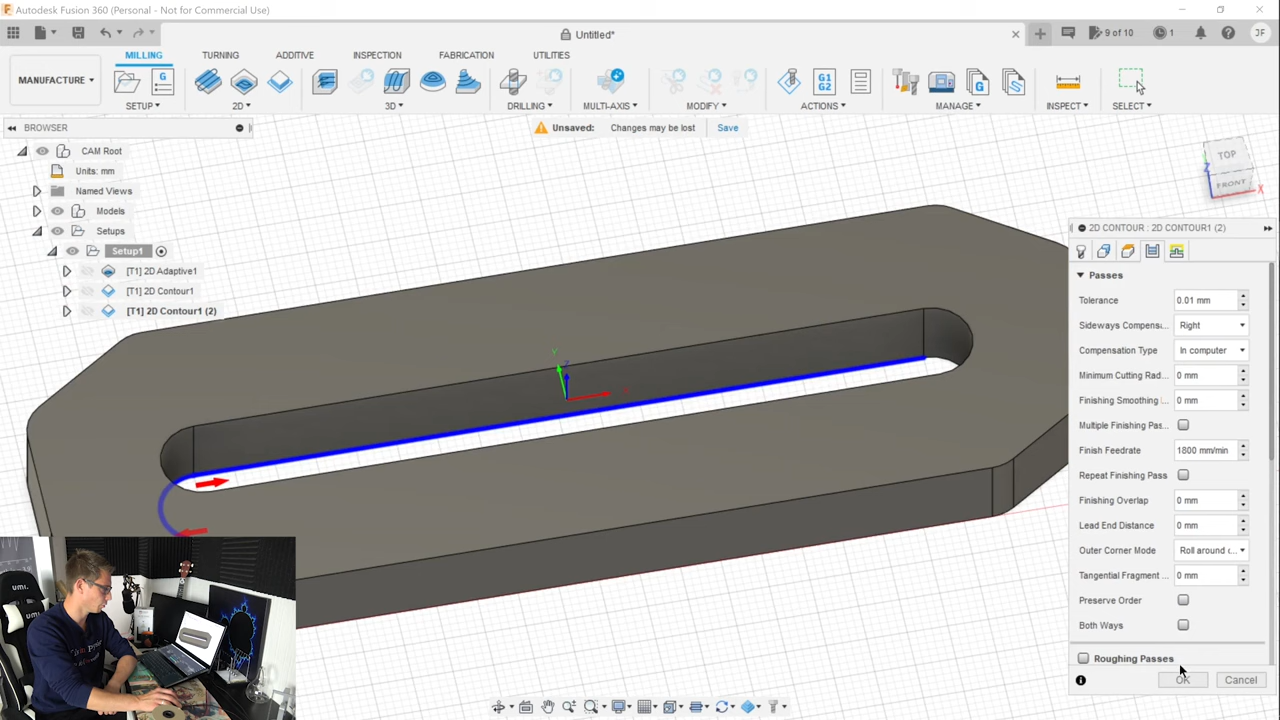 Autodesk Fusion 360 (Personal - Not for Commercial Use)
Untitled*
9 of 10
1
JF
MANUFACTURE
MILLING
TURNING
ADDITIVE
INSPECTION
FABRICATION
UTILITIES
G
G1
G2
G
SETUP
2D
3D
DRILLING
MULTI-AXIS
MODIFY
ACTIONS
MANAGE
INSPECT
SELECT
BROWSER
Unsaved: Changes may be lost Save
CAM Root
Units: mm
Named Views
Models
Setups
Setup1
[T1] 2D Adaptive1
[T1] 2D Contour1
[T1] 2D Contour1 (2)
TOP
FRONT
Z
X
Y
2D CONTOUR : 2D CONTOUR1 (2)
Passes
Tolerance 0.01 mm
Sideways Compensa... Right
Compensation Type In computer
Minimum Cutting Rad... 0 mm
Finishing Smoothing 0 mm
Multiple Finishing Pas...
Finish Feedrate 1800 mm/min
Repeat Finishing Pass
Finishing Overlap 0 mm
Lead End Distance 0 mm
Outer Corner Mode Roll around c...
Tangential Fragment ... 0 mm
Preserve Order
Both Ways
Roughing Passes
OK Cancel
umi.